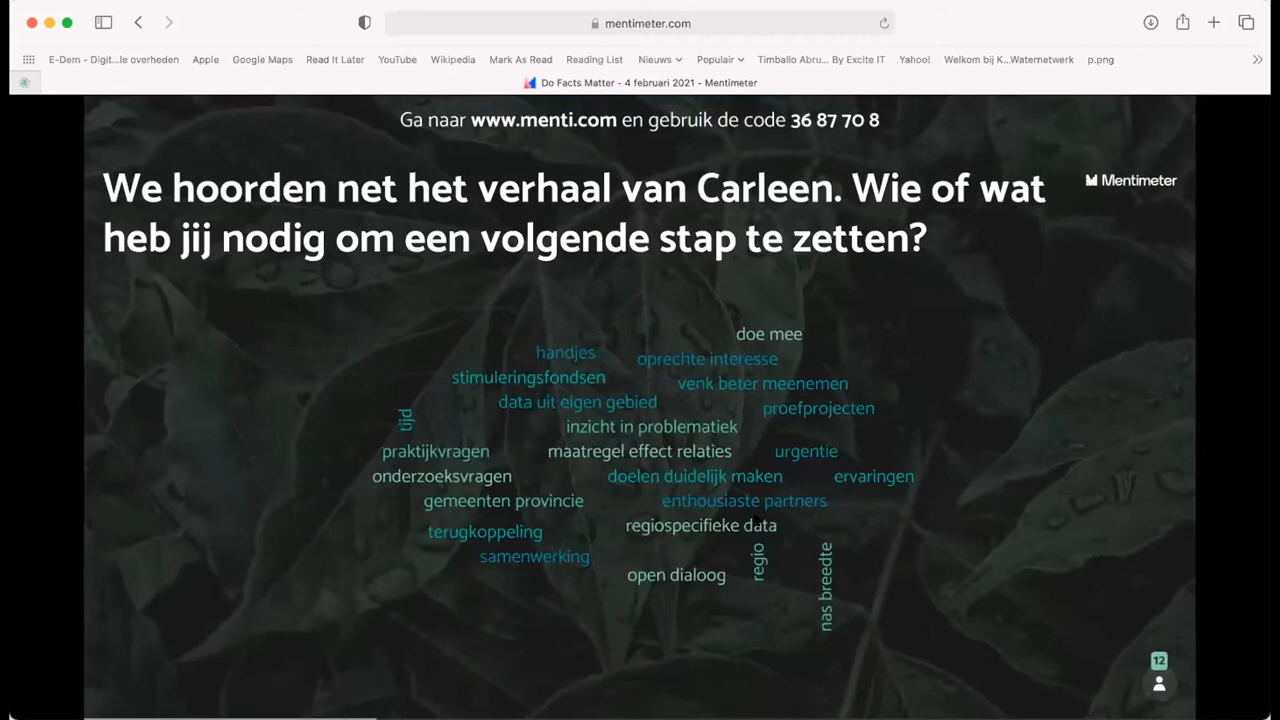 mentimeter.com
E-Dem - Digit...le overheden Apple Google Maps Read It Later YouTube Wikipedia Mark As Read Reading List Nieuws Populair Timballo Abru... By Excite IT Yahoo! Welkom bij K...Waternetwerk p.png
Do Facts Matter - 4 februari 2021 - Mentimeter
Ga naar www.menti.com en gebruik de code 36 87 70 8
We hoorden net het verhaal van Carleen. Wie of wat
heb jij nodig om een volgende stap te zetten?
Mentimeter
doe mee
handjes
oprechte interesse
stimuleringsfondsen
venk beter meenemen
data uit eigen gebied
proefprojecten
tijd
inzicht in problematiek
praktijkvragen
maatregel effect relaties
urgentie
onderzoeksvragen
doelen duidelijk maken
ervaringen
gemeenten provincie
enthousiaste partners
regiospecifieke data
terugkoppeling
samenwerking
regio
nas breedte
open dialoog
12